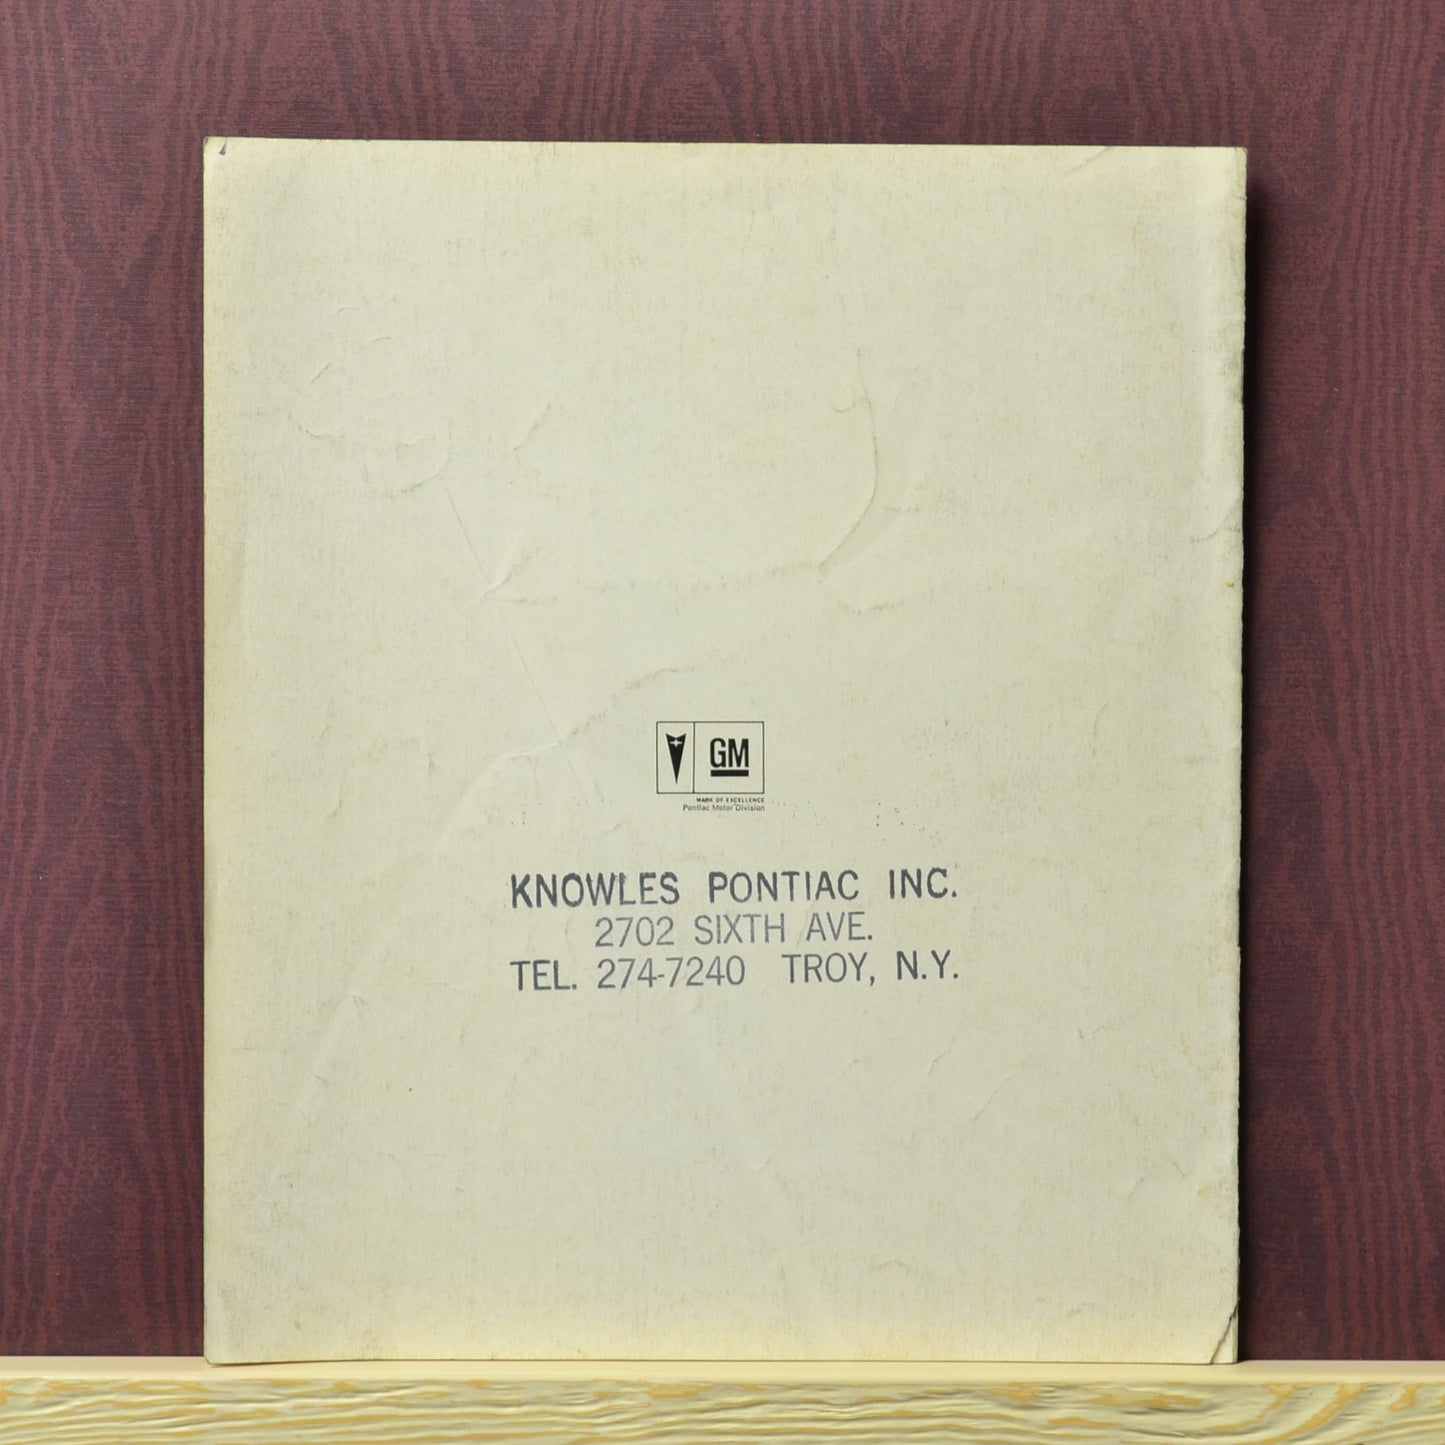 GM
MARK OF EXCELLENCE
Pontiac Motor Division
KNOWLES PONTIAC INC.
2702 SIXTH AVE.
TEL. 274-7240 TROY, N.Y.